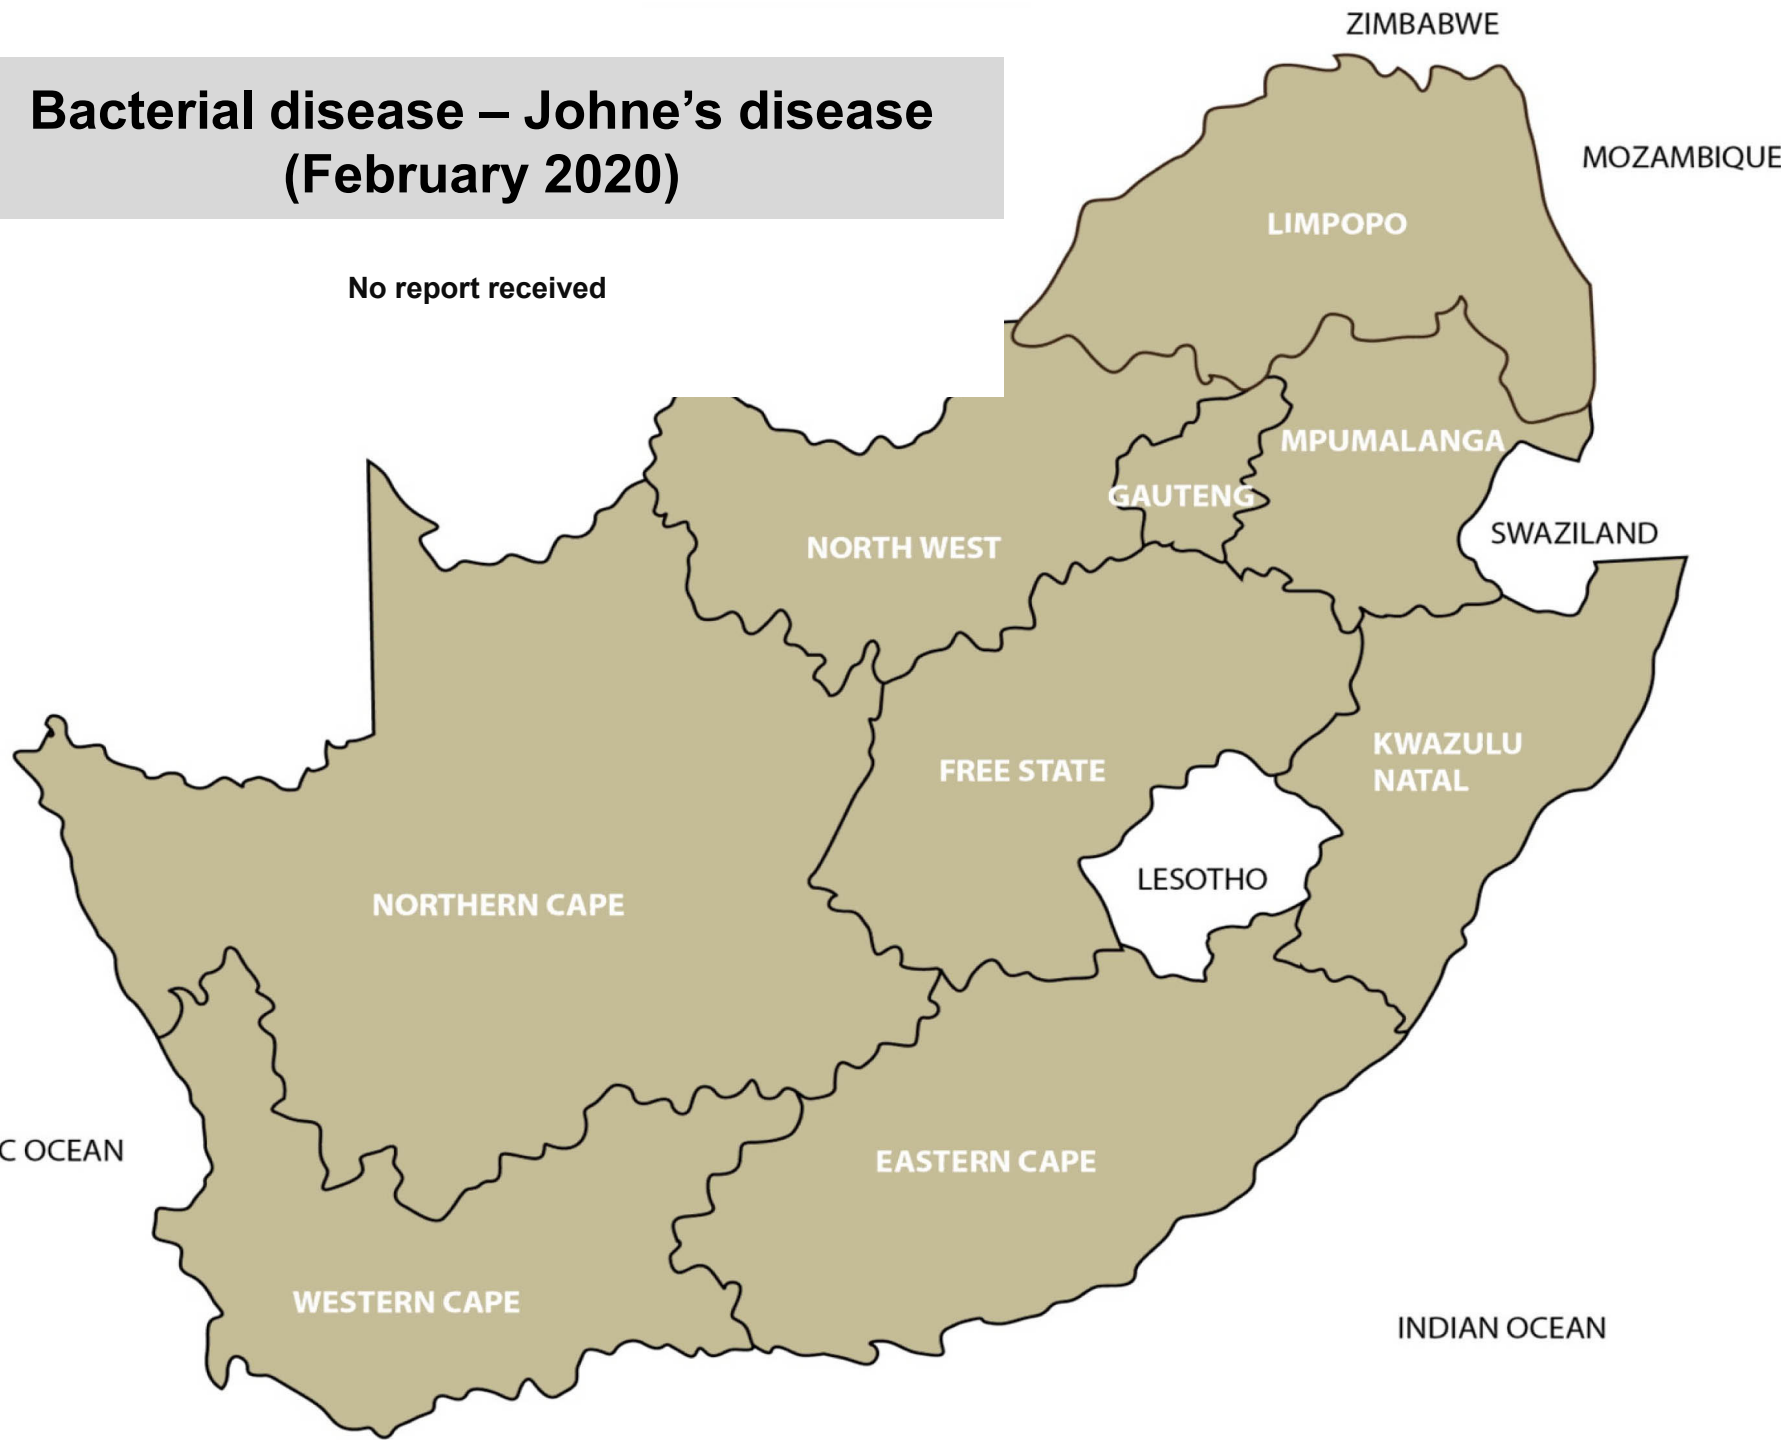 ZIMBABWE
Bacterial disease – Johne’s disease
(February 2020)
MOZAMBIQUE
LIMPOPO
No report received
MPUMALANGA
GAUTENG
SWAZILAND
NORTH WEST
KWAZULU
NATAL
FREE STATE
LESOTHO
NORTHERN CAPE
C OCEAN
EASTERN CAPE
WESTERN CAPE
INDIAN OCEAN